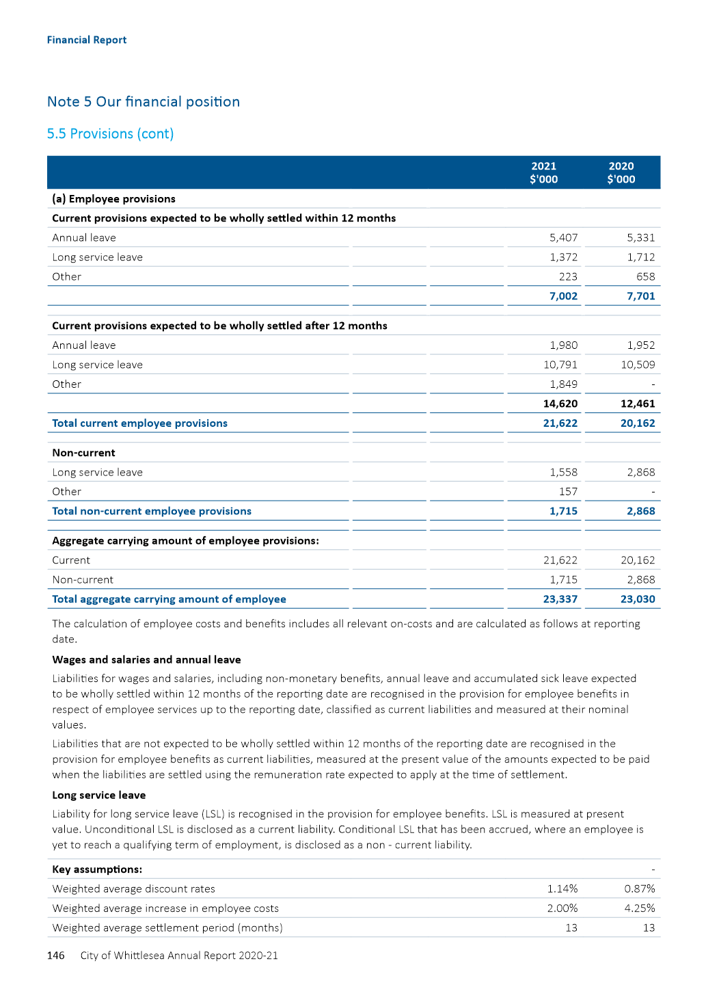 Financial Report
Note 5 Our financial position
5.5 Provisions (cont)
2021 2020
$'000 $'000
(a) Employee provisions
Current provisions expected to be wholly settled within 12 months
Annual leave 5,407 5,331
Long service leave 1,372 1,712
Other 223 658
7,002 7,701
Current provisions expected to be wholly settled after 12 months
Annual leave 1,980 1,952
Long service leave 10,791 10,509
Other 1,849 -
14,620 12,461
Total current employee provisions 21,622 20,162
Non-current
Long service leave 1,558 2,868
Other 157 -
Total non-current employee provisions 1,715 2,868
Aggregate carrying amount of employee provisions:
Current 21,622 20,162
Non-current 1,715 2,868
Total aggregate carrying amount of employee 23,337 23,030
The calculation of employee costs and benefits includes all relevant on-costs and are calculated as follows at reporting
date.
Wages and salaries and annual leave
Liabilities for wages and salaries, including non-monetary benefits, annual leave and accumulated sick leave expected
to be wholly settled within 12 months of the reporting date are recognised in the provision for employee benefits in
respect of employee services up to the reporting date, classified as current liabilities and measured at their nominal
values.
Liabilities that are not expected to be wholly settled within 12 months of the reporting date are recognised in the
provision for employee benefits as current liabilities, measured at the present value of the amounts expected to be paid
when the liabilities are settled using the remuneration rate expected to apply at the time of settlement.
Long service leave
Liability for long service leave (LSL) is recognised in the provision for employee benefits. LSL is measured at present
value. Unconditional LSL is disclosed as a current liability. Conditional LSL that has been accrued, where an employee is
yet to reach a qualifying term of employment, is disclosed as a non - current liability.
Key assumptions: -
Weighted average discount rates 1.14% 0.87%
Weighted average increase in employee costs 2.00% 4.25%
Weighted average settlement period (months) 13 13
146 City of Whittlesea Annual Report 2020-21